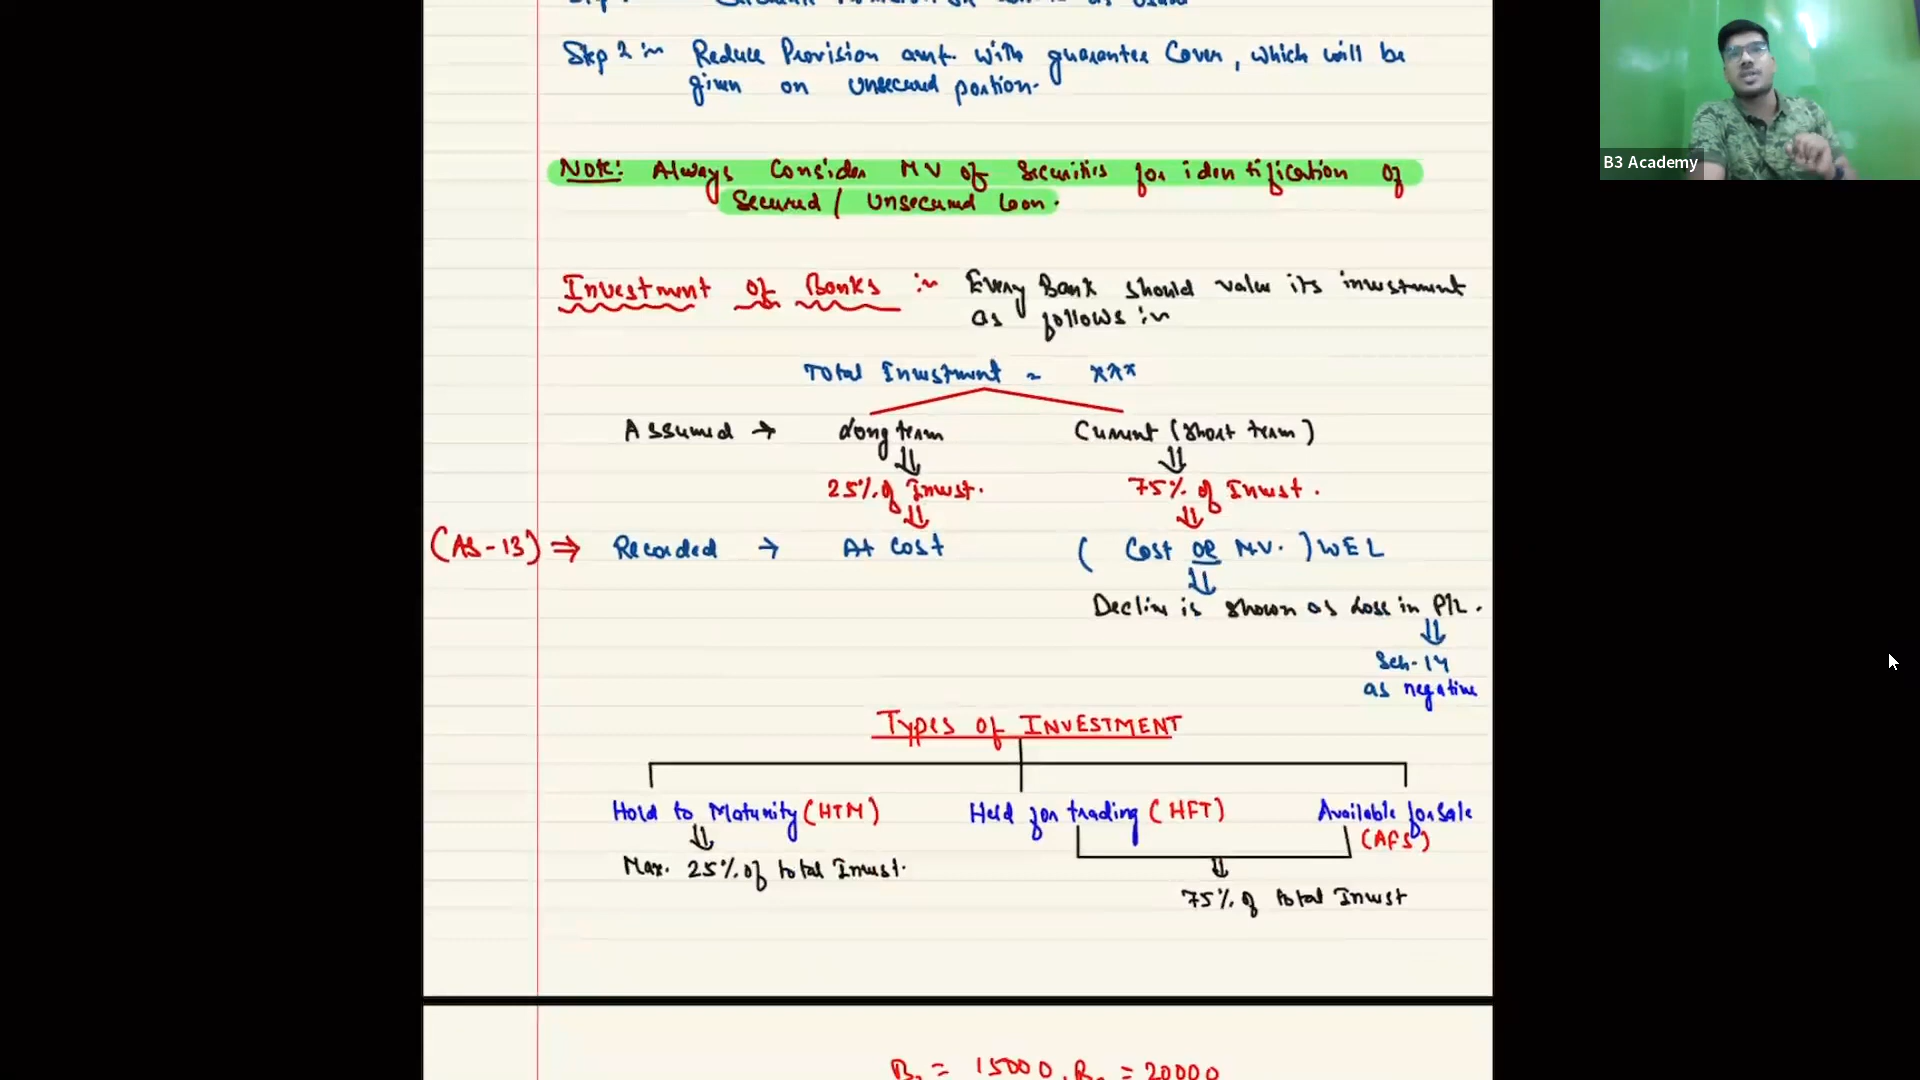 Step 2 :- Reduce Provision amt. with guarantee Cover, which will be
given on unsecured portion.
B3 Academy
Note: Always Consider MV of Securities for identification of
Secured / Unsecured Loan.
Investment of Banks :- Every Bank should value its investment
as follows :-
Total Investment = xxx
Assumed → Long term Current (Short term)
25% of Invest. 75% of Invest.
(AS-13) ⇒ Recorded → At Cost ( Cost OR MV. ) WEL
Decline is shown as Loss in P/L.
Sch-14
as negative
Types of INVESTMENT
Hold to Maturity (HTM) Held for trading (HFT) Available for sale
(AFS)
Max. 25% of total Invest.
75% of total Invest
= 15000, = 20000